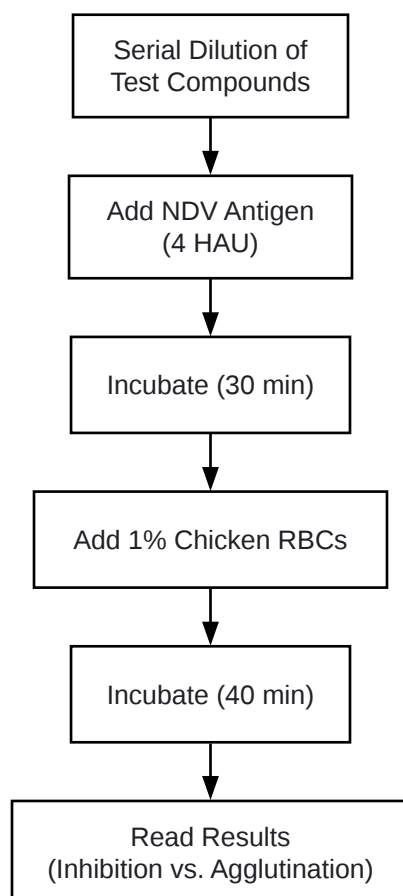 Serial Dilution of
Test Compounds
Add NDV Antigen
(4 HAU)
Incubate (30 min)
Add 1% Chicken RBCs
Incubate (40 min)
Read Results
(Inhibition vs. Agglutination)